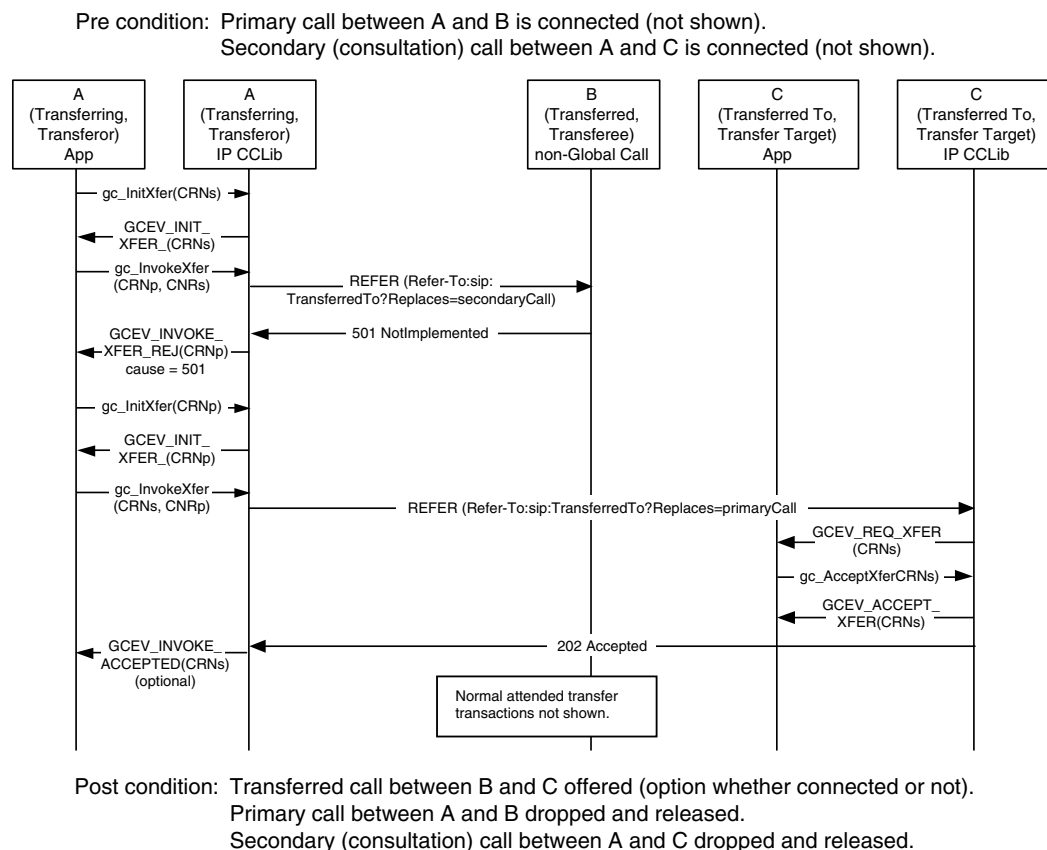 Pre condition: Primary call between A and B is connected (not shown).
Secondary (consultation) call between A and C is connected (not shown).
A
(Transferring,
Transferor)
App
A
(Transferring,
Transferor)
IP CCLib
B
(Transferred,
Transferee)
non-Global Call
C
(Transferred To,
Transfer Target)
App
C
(Transferred To,
Transfer Target)
IP CCLib
gc_InitXfer(CRNs)
GCEV_INIT_
XFER_(CRNs)
gc_InvokeXfer
(CRNp, CNRs)
REFER (Refer-To:sip:
TransferredTo?Replaces=secondaryCall)
501 NotImplemented
GCEV_INVOKE_
XFER_REJ(CRNp)
cause = 501
gc_InitXfer(CRNp)
GCEV_INIT_
XFER_(CRNp)
gc_InvokeXfer
(CRNs, CNRp)
REFER (Refer-To:sip:TransferredTo?Replaces=primaryCall
GCEV_REQ_XFER
(CRNs)
gc_AcceptXferCRNs)
GCEV_ACCEPT_
XFER(CRNs)
202 Accepted
GCEV_INVOKE_
ACCEPTED(CRNs)
(optional)
Normal attended transfer
transactions not shown.
Post condition: Transferred call between B and C offered (option whether connected or not).
Primary call between A and B dropped and released.
Secondary (consultation) call between A and C dropped and released.